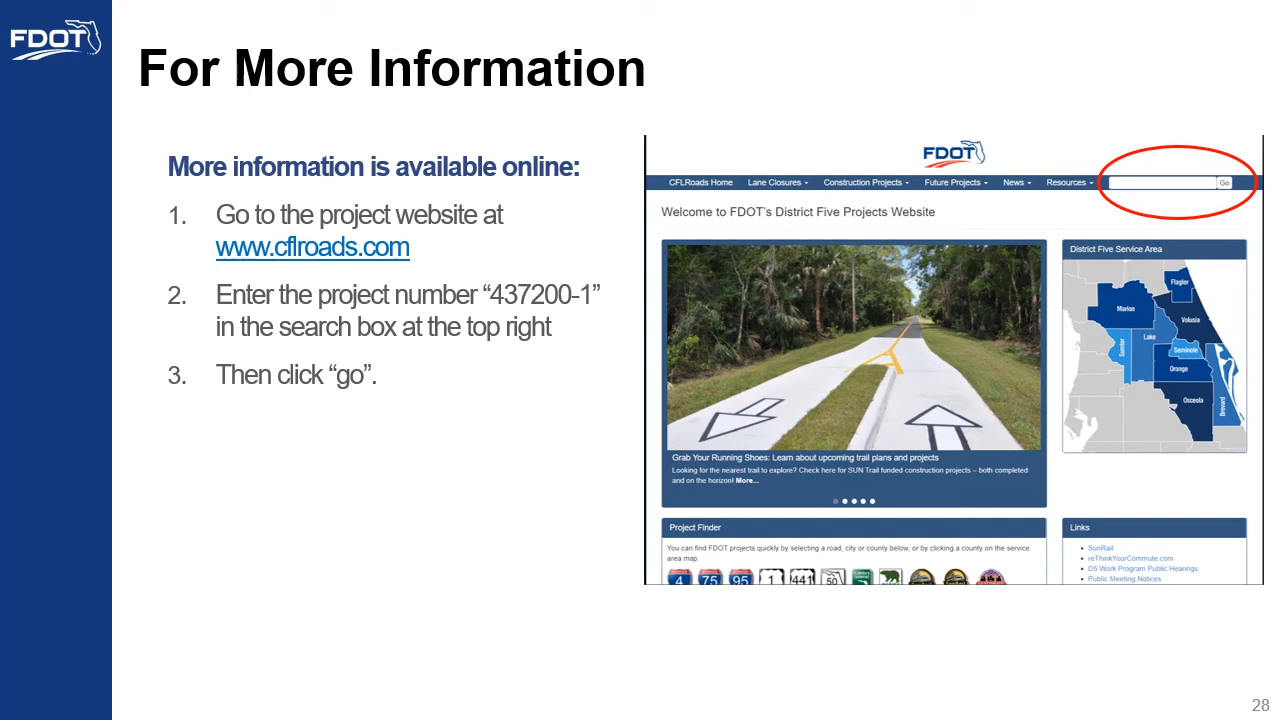 FDOT
For More Information
More information is available online:
1. Go to the project website at
www.cflroads.com
2. Enter the project number “437200-1”
in the search box at the top right
3. Then click “go”.
FDOT
CFLRoads Home Lane Closures Construction Projects Future Projects News Resources Go
Welcome to FDOT's District Five Projects Website
Grab Your Running Shoes: Learn about upcoming trail plans and projects
Looking for the nearest trail to explore? Check here for SUN Trail funded construction projects – both completed
and on the horizon! More...
District Five Service Area
Flagler
Marion
Volusia
Lake
Sumter
Seminole
Orange
Osceola
Brevard
Project Finder
You can find FDOT projects quickly by selecting a road, city or county below, or by clicking a county on the service
area map.
4 75 95 1 441 50
Links
SunRail
reThinkYourCommute.com
D5 Work Program Public Hearings
Public Meeting Notices
28